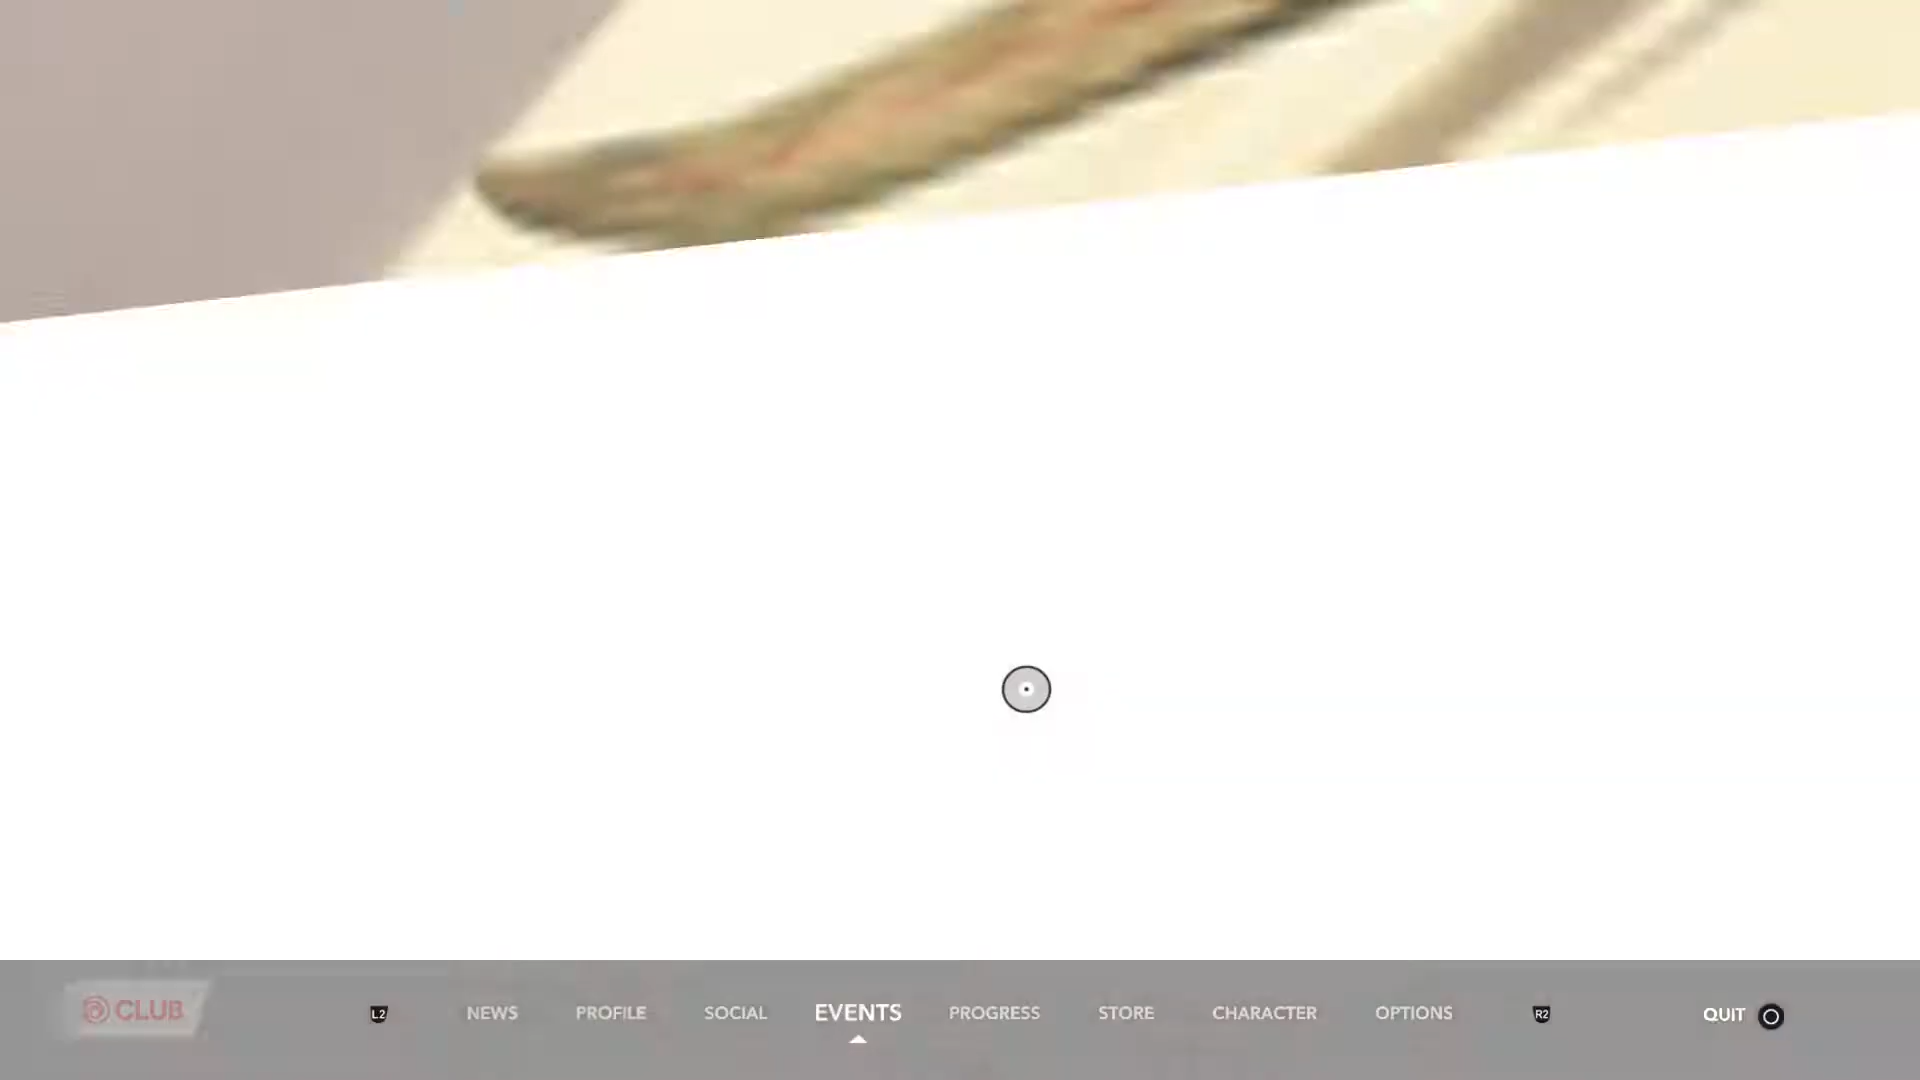 CLUB
L2 NEWS PROFILE SOCIAL EVENTS PROGRESS STORE CHARACTER OPTIONS R2
QUIT